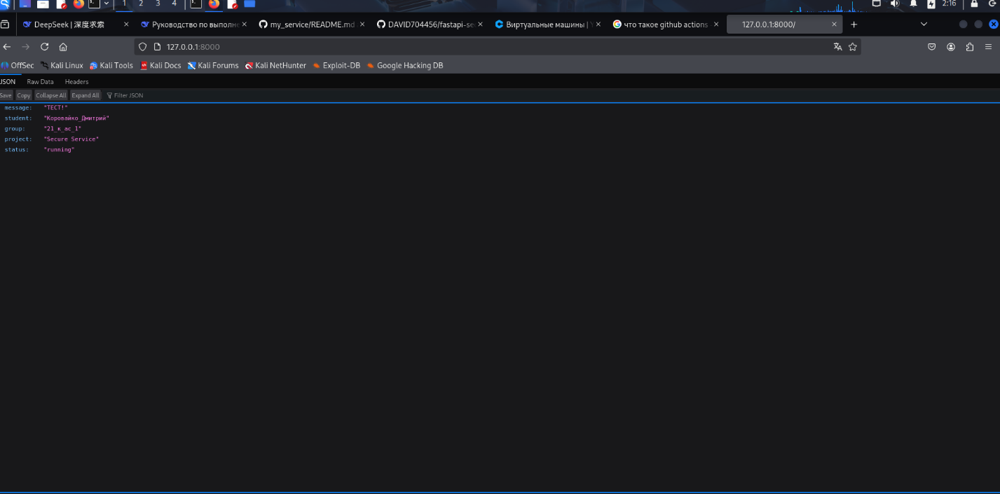 1 2 3 4 2:16
DeepSeek | 深度求索 Руководство по выполне my_service/README.md DAVID704456/fastapi-se Виртуальные машины | Y что такое github actions 127.0.0.1:8000/
127.0.0.1:8000
OffSec Kali Linux Kali Tools Kali Docs Kali Forums Kali NetHunter Exploit-DB Google Hacking DB
JSON Raw Data Headers
Save Copy Collapse All Expand All Filter JSON
message: "ТЕСТ!"
student: "Коровайко_Дмитрий"
group: "21_к_ас_1"
project: "Secure Service"
status: "running"